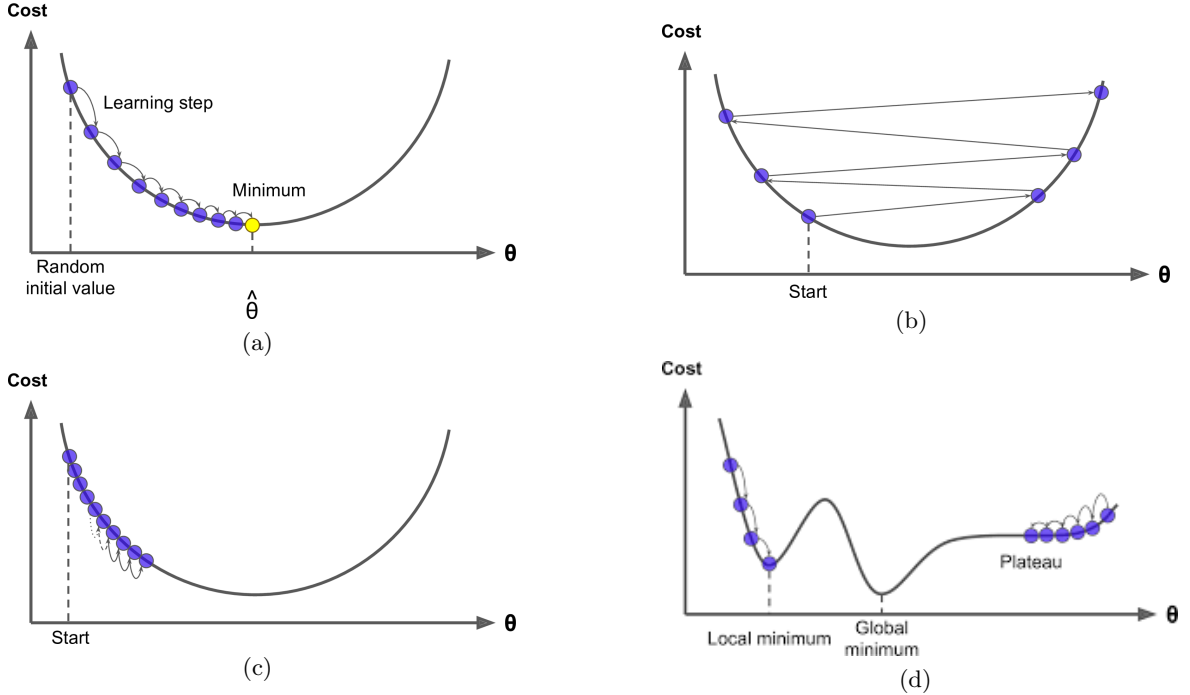 Cost
Learning step
Minimum
θ
Random
initial value
θ̂
(a)
Cost
θ
Start
(b)
Cost
θ
Start
(c)
Cost
Plateau
θ
Local minimum
Global
minimum
(d)